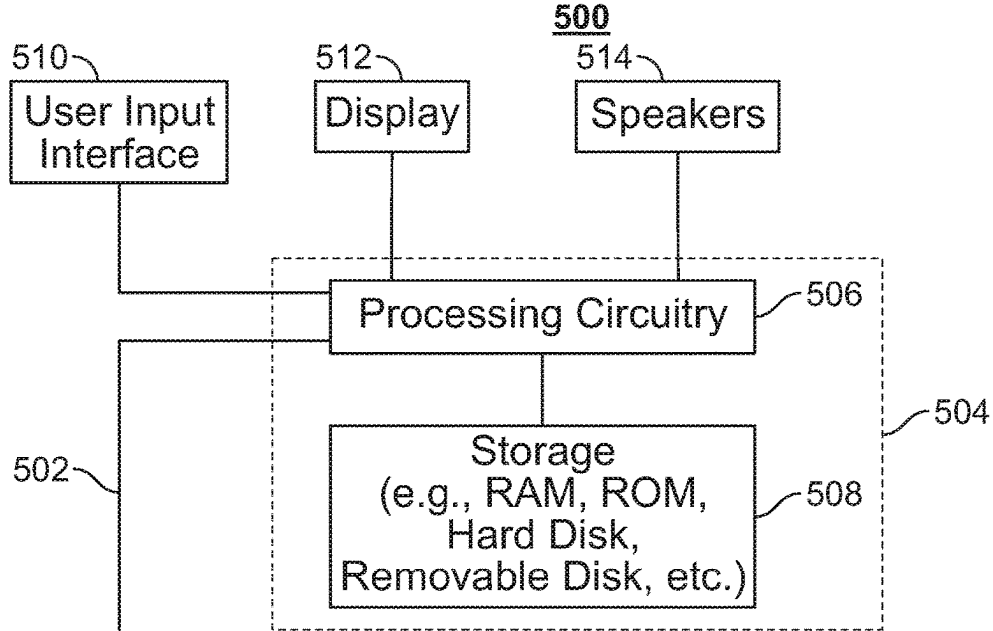 500
510
512
514
User Input
Interface
Display
Speakers
Processing Circuitry
506
504
502
Storage
(e.g., RAM, ROM,
Hard Disk,
Removable Disk, etc.)
508